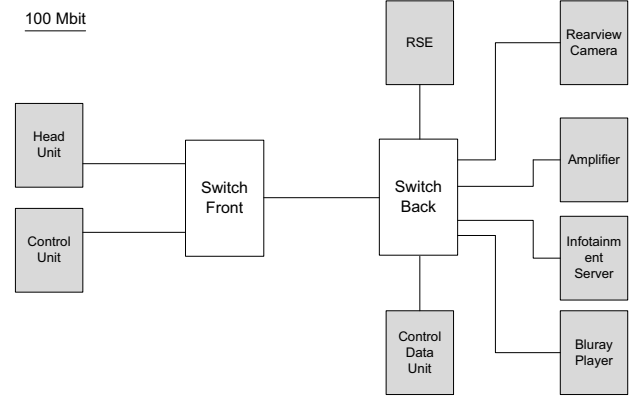 100 Mbit
RSE
Rearview
Camera
Head
Unit
Switch
Front
Switch
Back
Amplifier
Control
Unit
Infotainm
ent
Server
Control
Data
Unit
Bluray
Player